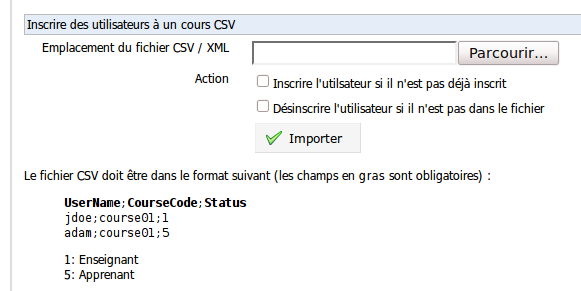 Inscrire des utilisateurs à un cours CSV
Emplacement du fichier CSV / XML
Parcourir...
Action
Inscrire l'utilsateur si il n'est pas déjà inscrit
Désinscrire l'utilisateur si il n'est pas dans le fichier
Importer
Le fichier CSV doit être dans le format suivant (les champs en gras sont obligatoires) :
UserName;CourseCode;Status
jdoe;course01;1
adam;course01;5
1: Enseignant
5: Apprenant